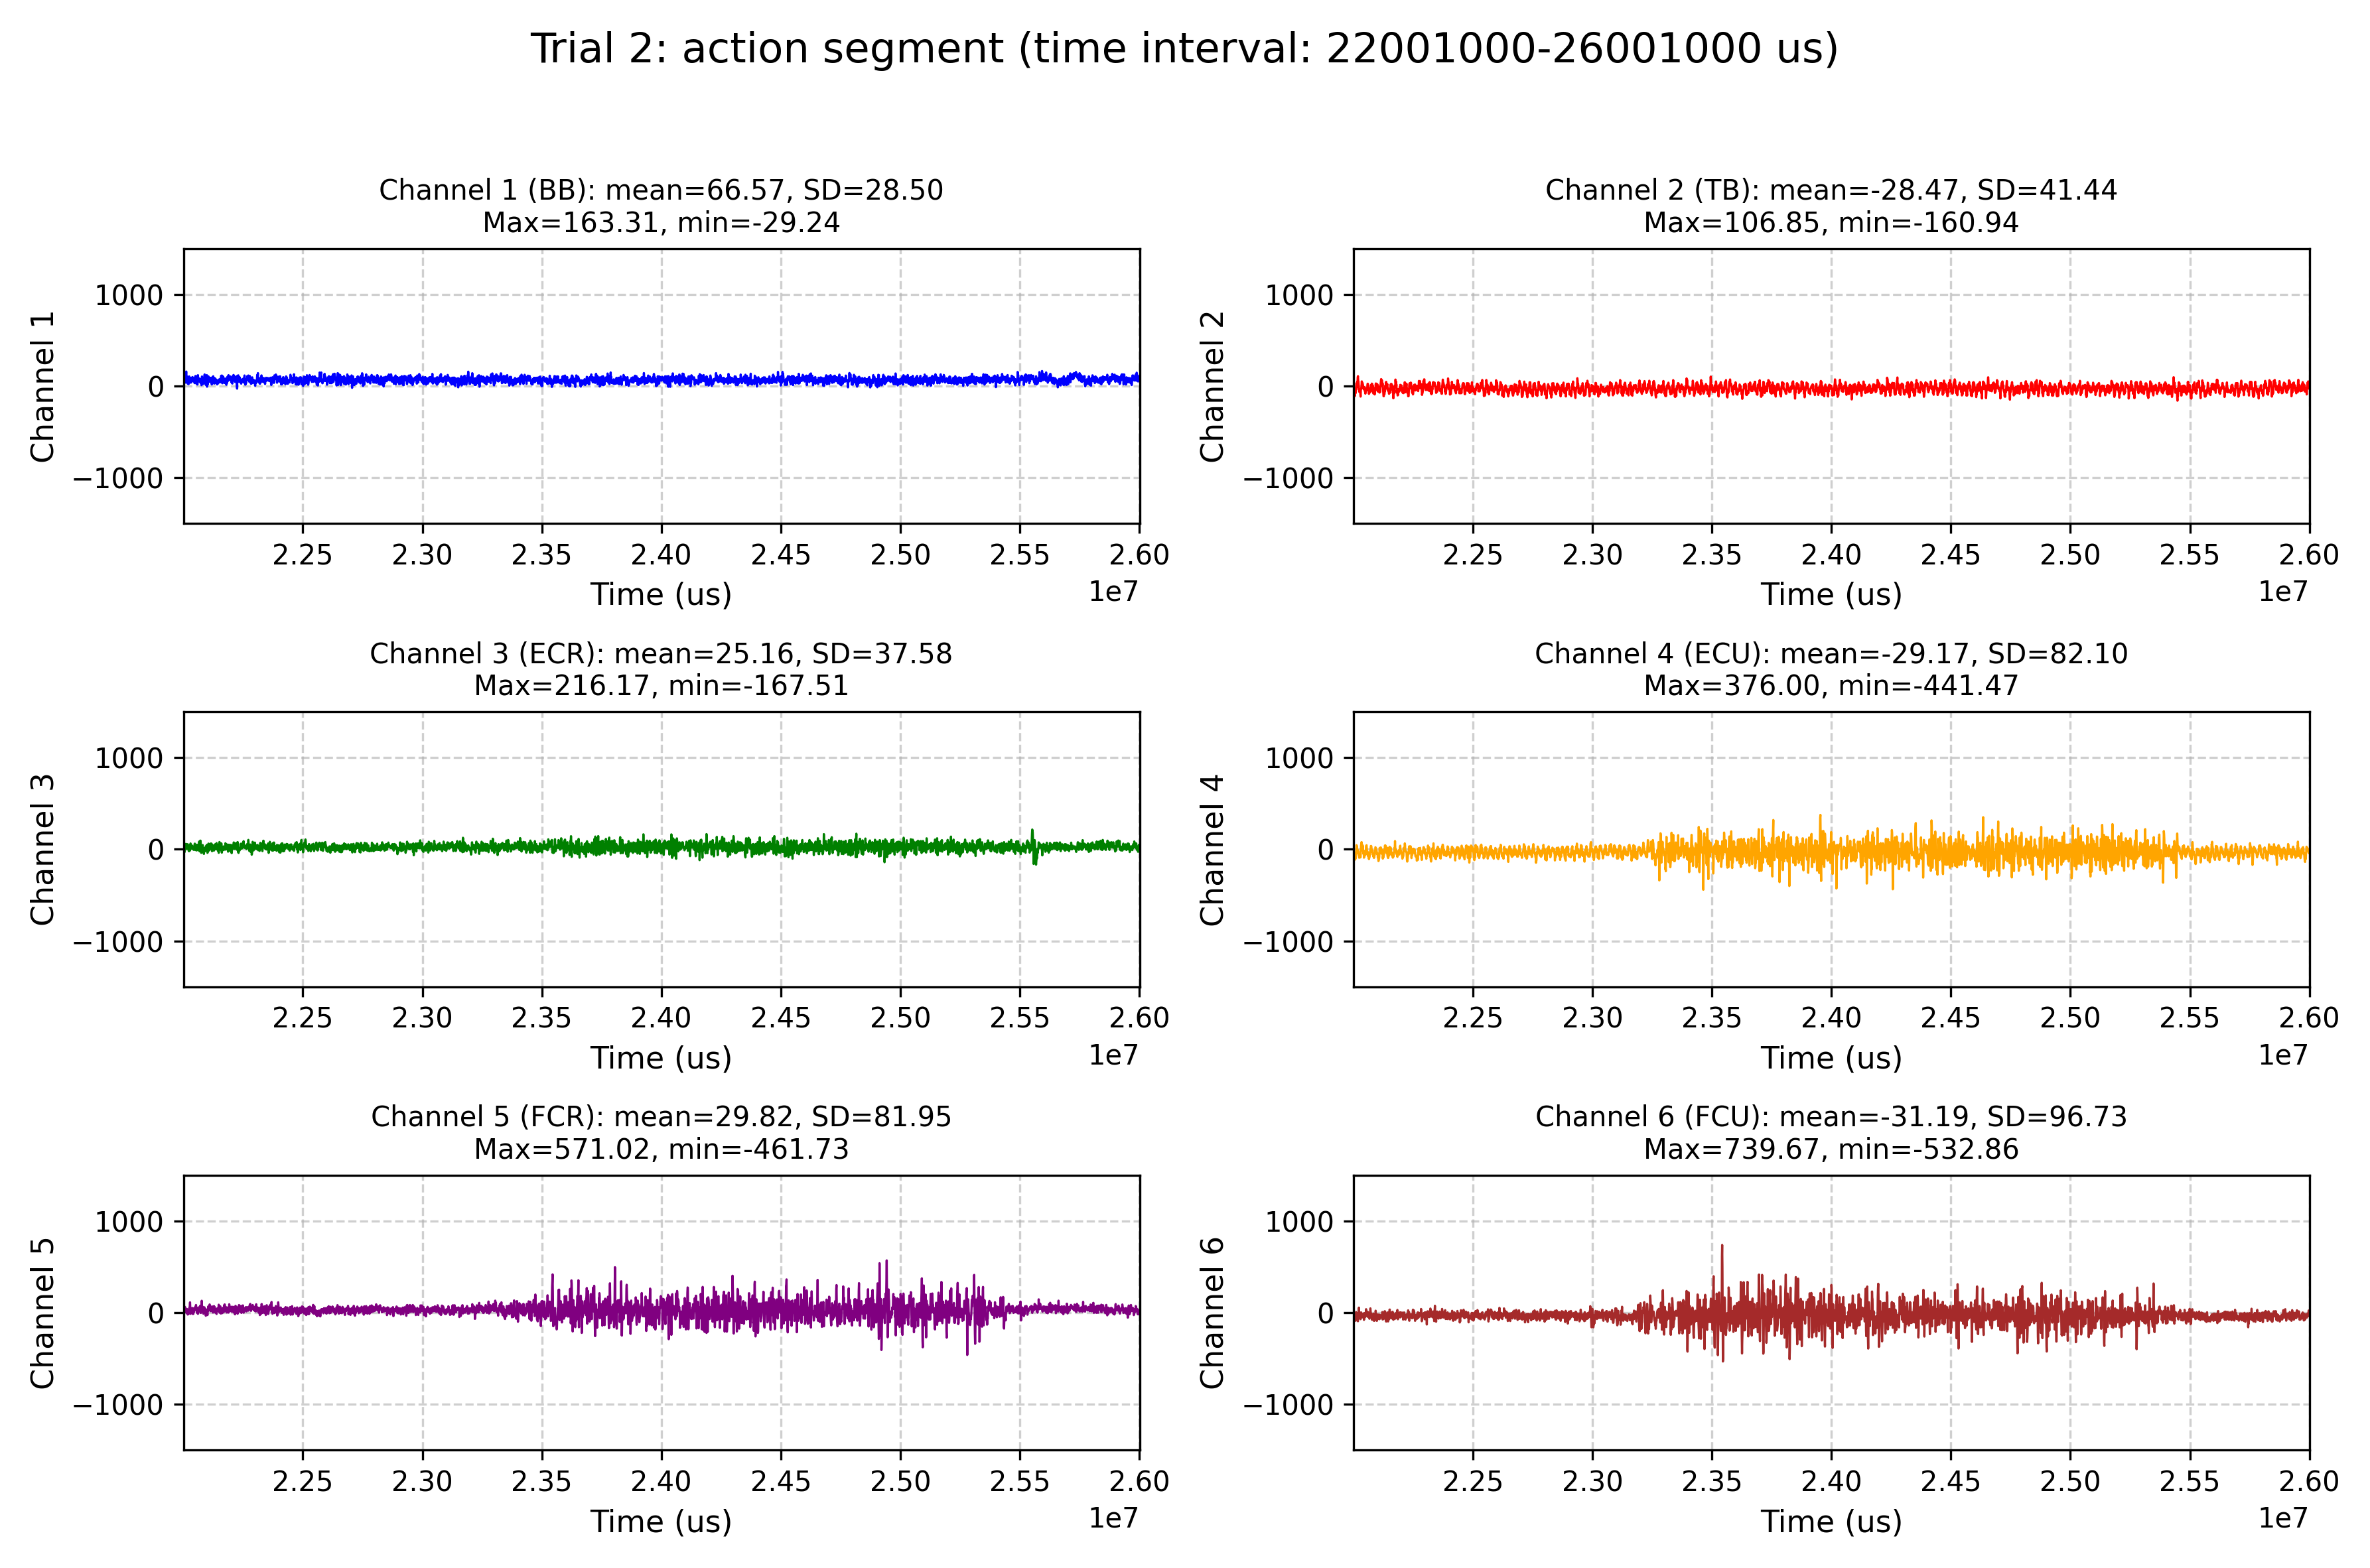 Trial 2: action segment (time interval: 22001000-26001000 us)
Channel 1 (BB): mean=66.57, SD=28.50
Max=163.31, min=-29.24
Channel 1
1000
0
−1000
2.25 2.30 2.35 2.40 2.45 2.50 2.55 2.60
1e7
Time (us)
Channel 2 (TB): mean=-28.47, SD=41.44
Max=106.85, min=-160.94
Channel 2
1000
0
−1000
2.25 2.30 2.35 2.40 2.45 2.50 2.55 2.60
1e7
Time (us)
Channel 3 (ECR): mean=25.16, SD=37.58
Max=216.17, min=-167.51
Channel 3
1000
0
−1000
2.25 2.30 2.35 2.40 2.45 2.50 2.55 2.60
1e7
Time (us)
Channel 4 (ECU): mean=-29.17, SD=82.10
Max=376.00, min=-441.47
Channel 4
1000
0
−1000
2.25 2.30 2.35 2.40 2.45 2.50 2.55 2.60
1e7
Time (us)
Channel 5 (FCR): mean=29.82, SD=81.95
Max=571.02, min=-461.73
Channel 5
1000
0
−1000
2.25 2.30 2.35 2.40 2.45 2.50 2.55 2.60
1e7
Time (us)
Channel 6 (FCU): mean=-31.19, SD=96.73
Max=739.67, min=-532.86
Channel 6
1000
0
−1000
2.25 2.30 2.35 2.40 2.45 2.50 2.55 2.60
1e7
Time (us)